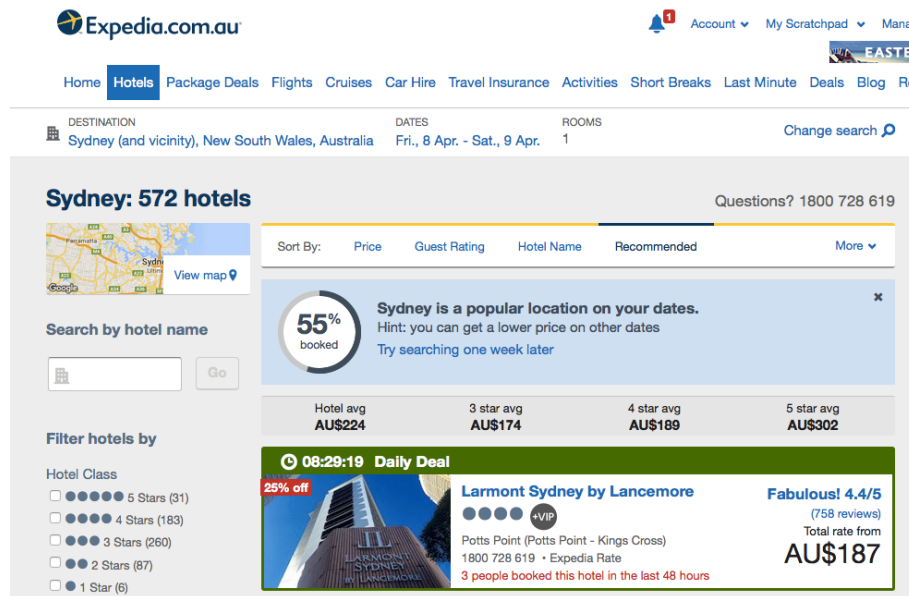 Expedia.com.au
1
Account
My Scratchpad
Mana
EASTE
Home
Hotels
Package Deals
Flights
Cruises
Car Hire
Travel Insurance
Activities
Short Breaks
Last Minute
Deals
Blog
R
DESTINATION
Sydney (and vicinity), New South Wales, Australia
DATES
Fri., 8 Apr. - Sat., 9 Apr.
ROOMS
1
Change search
Sydney: 572 hotels
Questions? 1800 728 619
Parramatta
Sydn
View map
Google
Sort By:
Price
Guest Rating
Hotel Name
Recommended
More
55%
booked
Sydney is a popular location on your dates.
Hint: you can get a lower price on other dates
Try searching one week later
Search by hotel name
Go
Hotel avg
AU$224
3 star avg
AU$174
4 star avg
AU$189
5 star avg
AU$302
Filter hotels by
Hotel Class
5 Stars (31)
4 Stars (183)
3 Stars (260)
2 Stars (87)
1 Star (6)
08:29:19 Daily Deal
25% off
LARMONT
SYDNEY
BY LANCEMORE
Larmont Sydney by Lancemore
+VIP
Potts Point (Potts Point - Kings Cross)
1800 728 619 • Expedia Rate
3 people booked this hotel in the last 48 hours
Fabulous! 4.4/5
(758 reviews)
Total rate from
AU$187